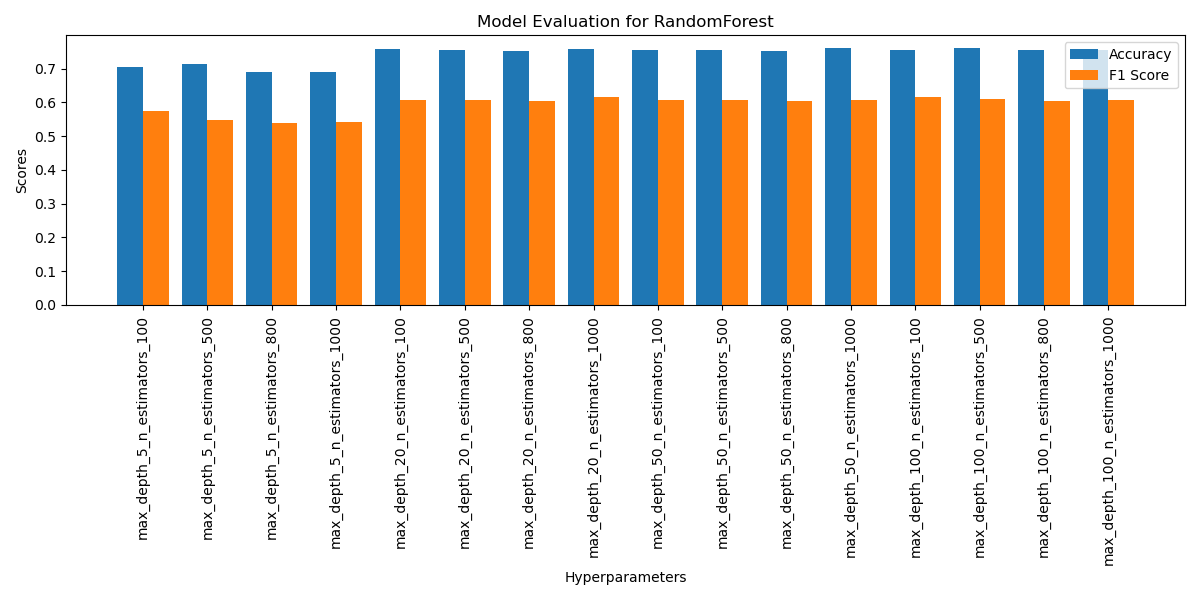 Model Evaluation for RandomForest
Accuracy
F1 Score
Scores
0.7
0.6
0.5
0.4
0.3
0.2
0.1
0.0
max_depth_5_n_estimators_100
max_depth_5_n_estimators_500
max_depth_5_n_estimators_800
max_depth_5_n_estimators_1000
max_depth_20_n_estimators_100
max_depth_20_n_estimators_500
max_depth_20_n_estimators_800
max_depth_20_n_estimators_1000
max_depth_50_n_estimators_100
max_depth_50_n_estimators_500
max_depth_50_n_estimators_800
max_depth_50_n_estimators_1000
max_depth_100_n_estimators_100
max_depth_100_n_estimators_500
max_depth_100_n_estimators_800
max_depth_100_n_estimators_1000
Hyperparameters